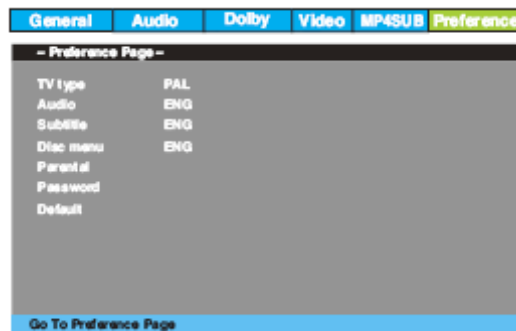 General Audio Dolby Video MP4SUB Preference
– Preference Page –
TV type PAL
Audio ENG
Subtitle ENG
Disc menu ENG
Parental
Password
Default
Go To Preference Page